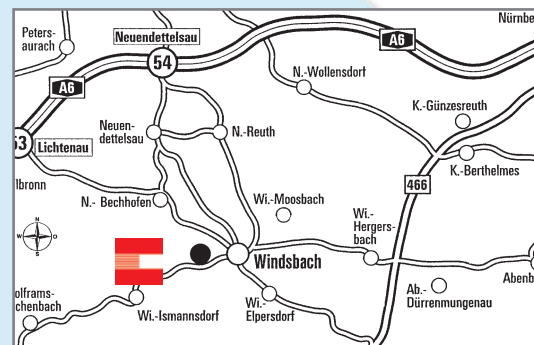 Nürnbe
Peters-
aurach
Neuendettelsau
A6
54
N.-Wollensdorf
A6
K.-Günzesreuth
53
Lichtenau
Neuen-
dettelsau
N.-Reuth
K.-Berthelmes
lbronn
466
N.- Bechhofen
Wi.-Moosbach
Wi.-
Hergers-
bach
N
W
O
S
Windsbach
Abenb
olframs-
chenbach
Wi.-Ismannsdorf
Wi.-
Elpersdorf
Ab.-
Dürrenmungenau